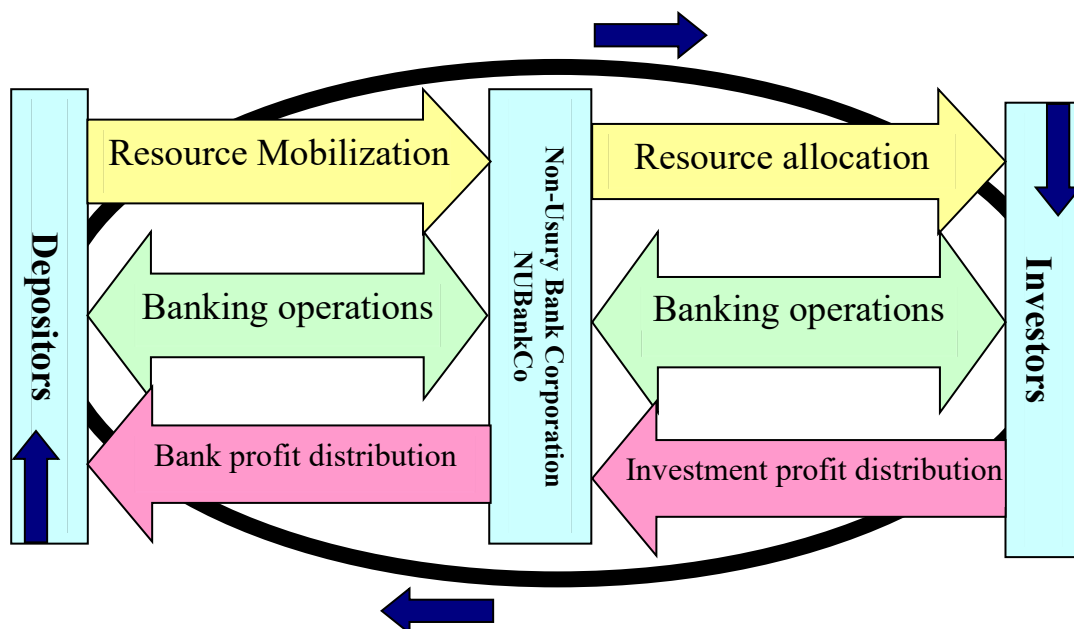 Resource Mobilization
Resource allocation
Depositors
Non-Usury Bank Corporation
NUBankCo
Investors
Banking operations
Banking operations
Bank profit distribution
Investment profit distribution